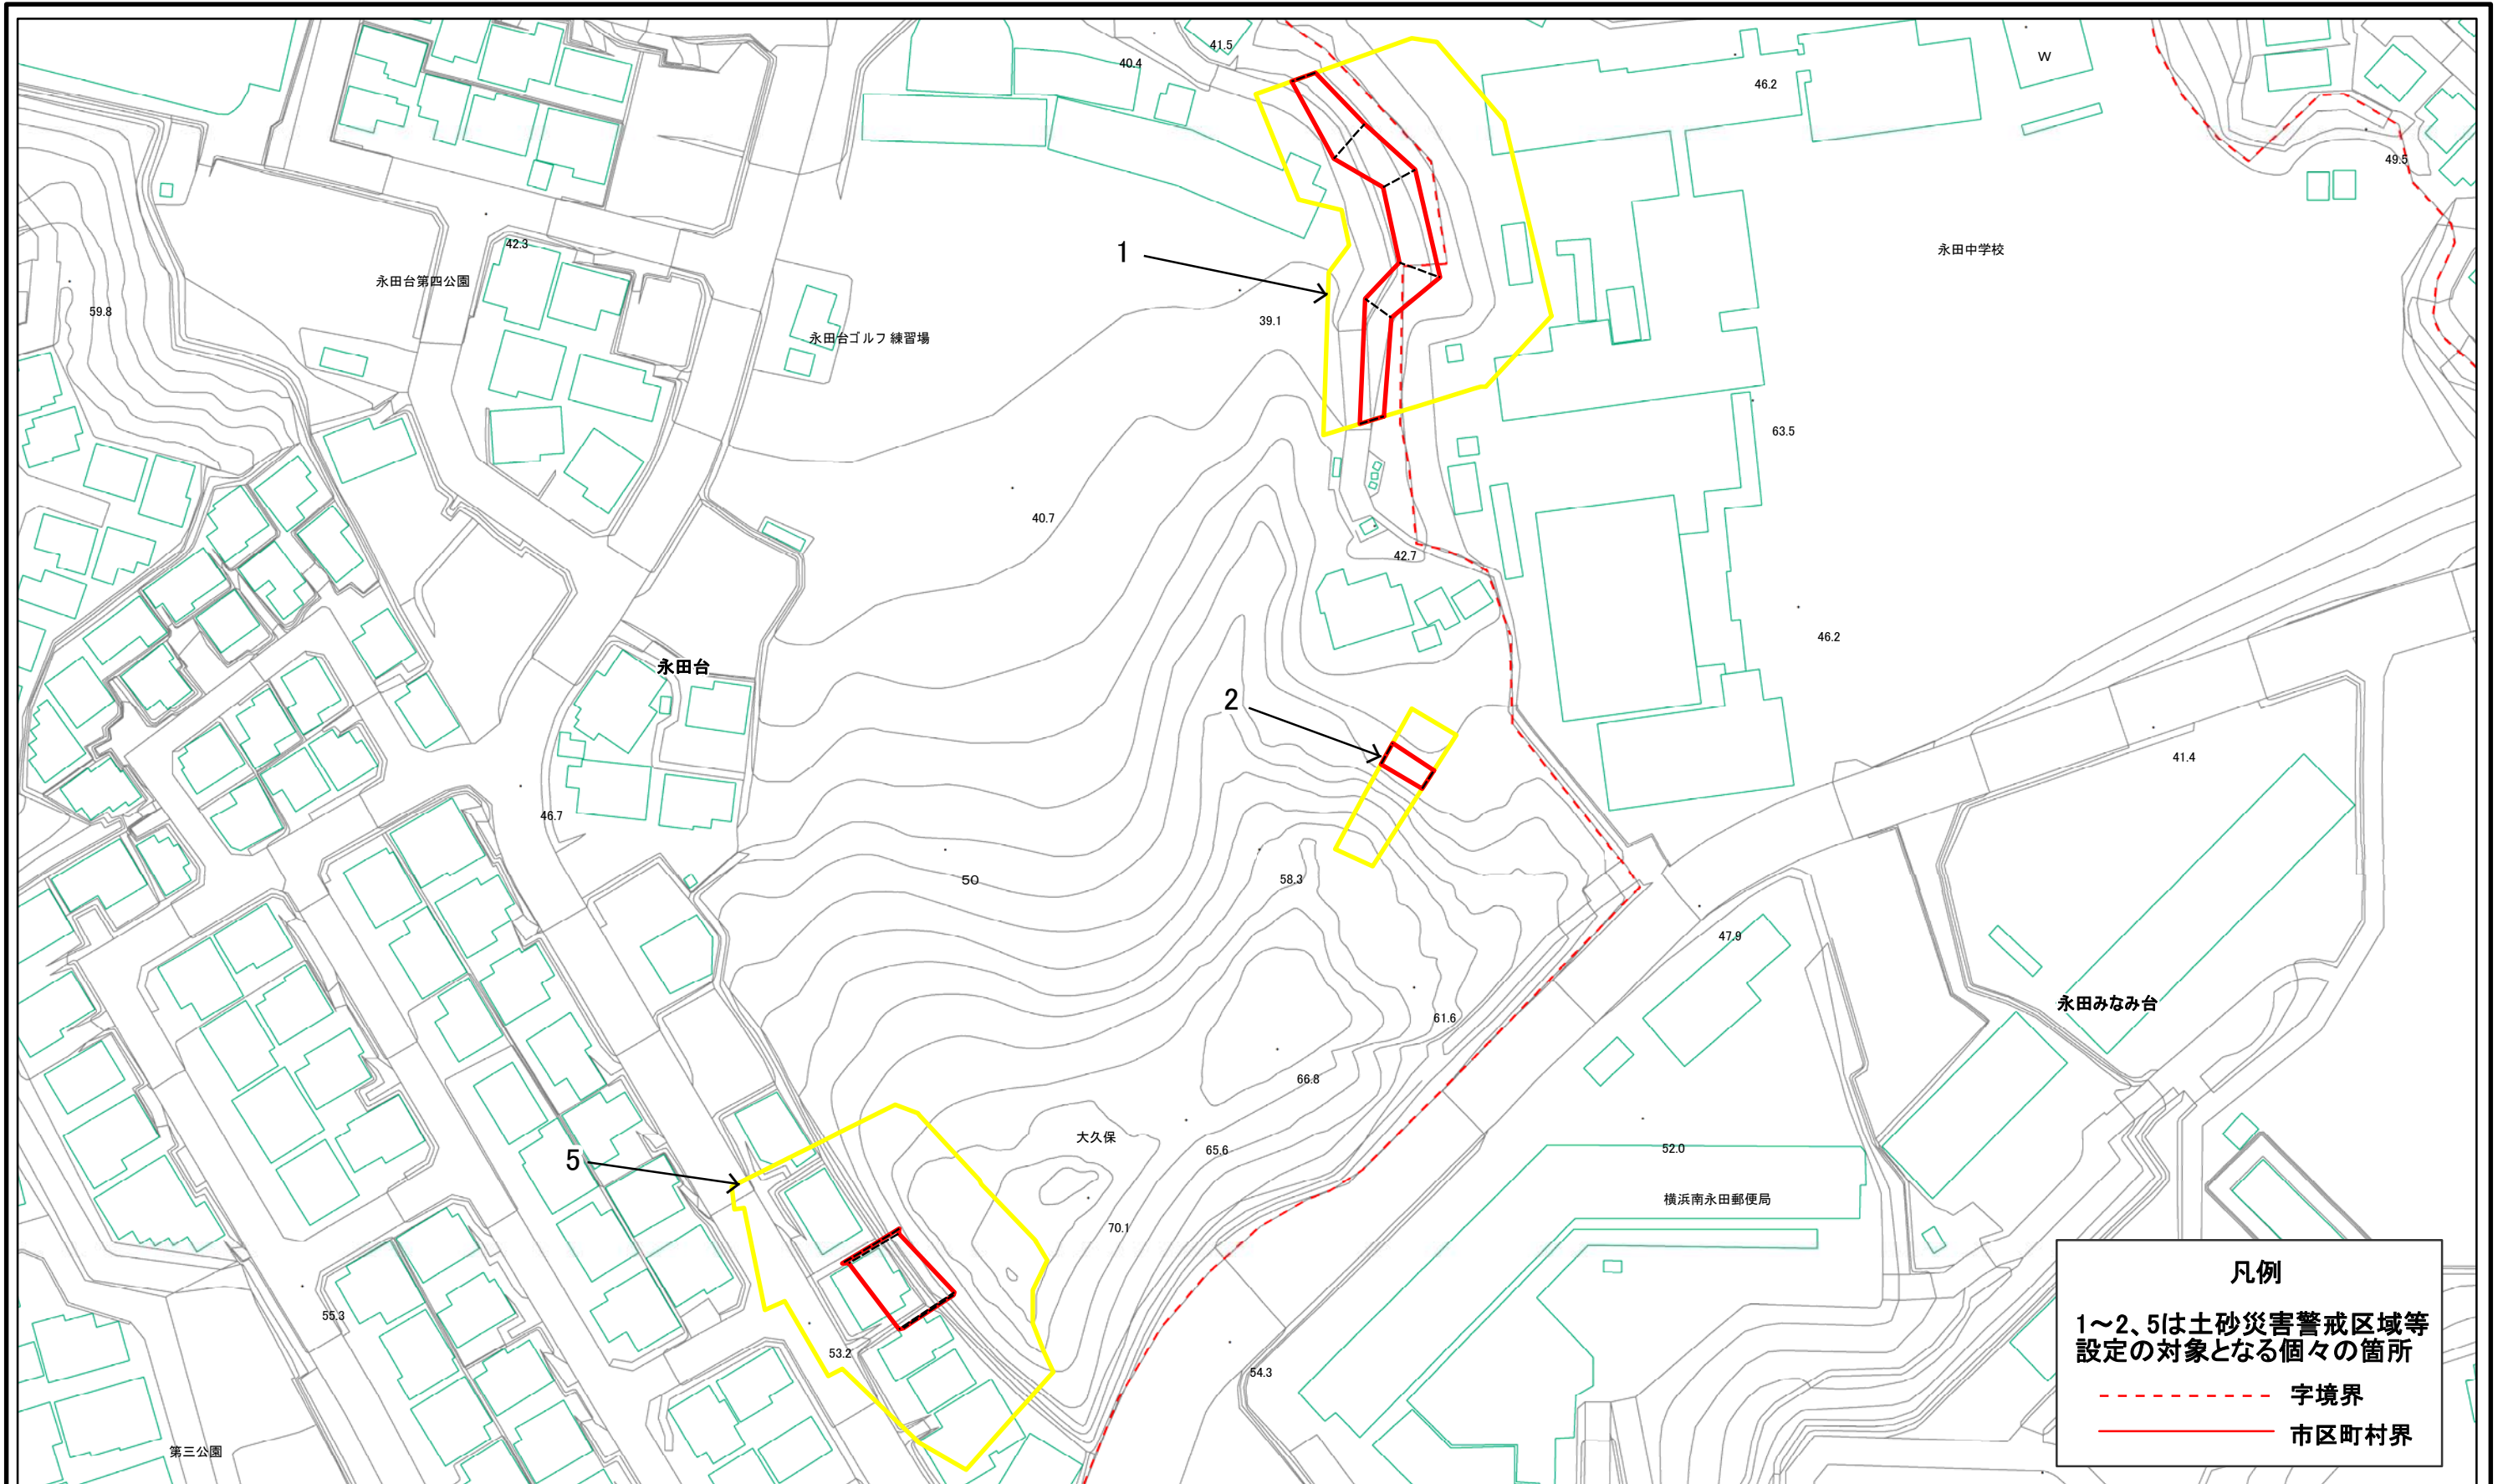 41.5
40.4
46.2
W
49.5
42.3
永田台第四公園
59.8
1
永田中学校
39.1
永田台ゴルフ練習場
63.5
40.7
42.7
46.2
永田台
2
41.4
46.7
50
58.3
47.9
永田みなみ台
61.6
66.8
大久保
65.6
52.0
5
横浜南永田郵便局
70.1
55.3
53.2
54.3
第三公園
凡例
1~2、5は土砂災害警戒区域等
設定の対象となる個々の箇所
字境界
市区町村界